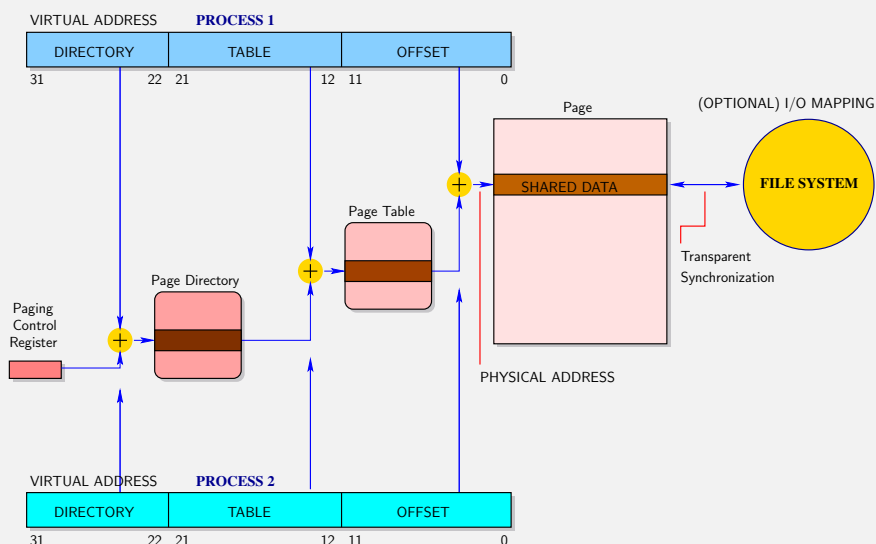 VIRTUAL ADDRESS PROCESS 1
DIRECTORY TABLE OFFSET
31 22 21 12 11 0
Page
(OPTIONAL) I/O MAPPING
SHARED DATA
FILE SYSTEM
Page Table
Transparent
Synchronization
Page Directory
Paging
Control
Register
PHYSICAL ADDRESS
VIRTUAL ADDRESS PROCESS 2
DIRECTORY TABLE OFFSET
31 22 21 12 11 0